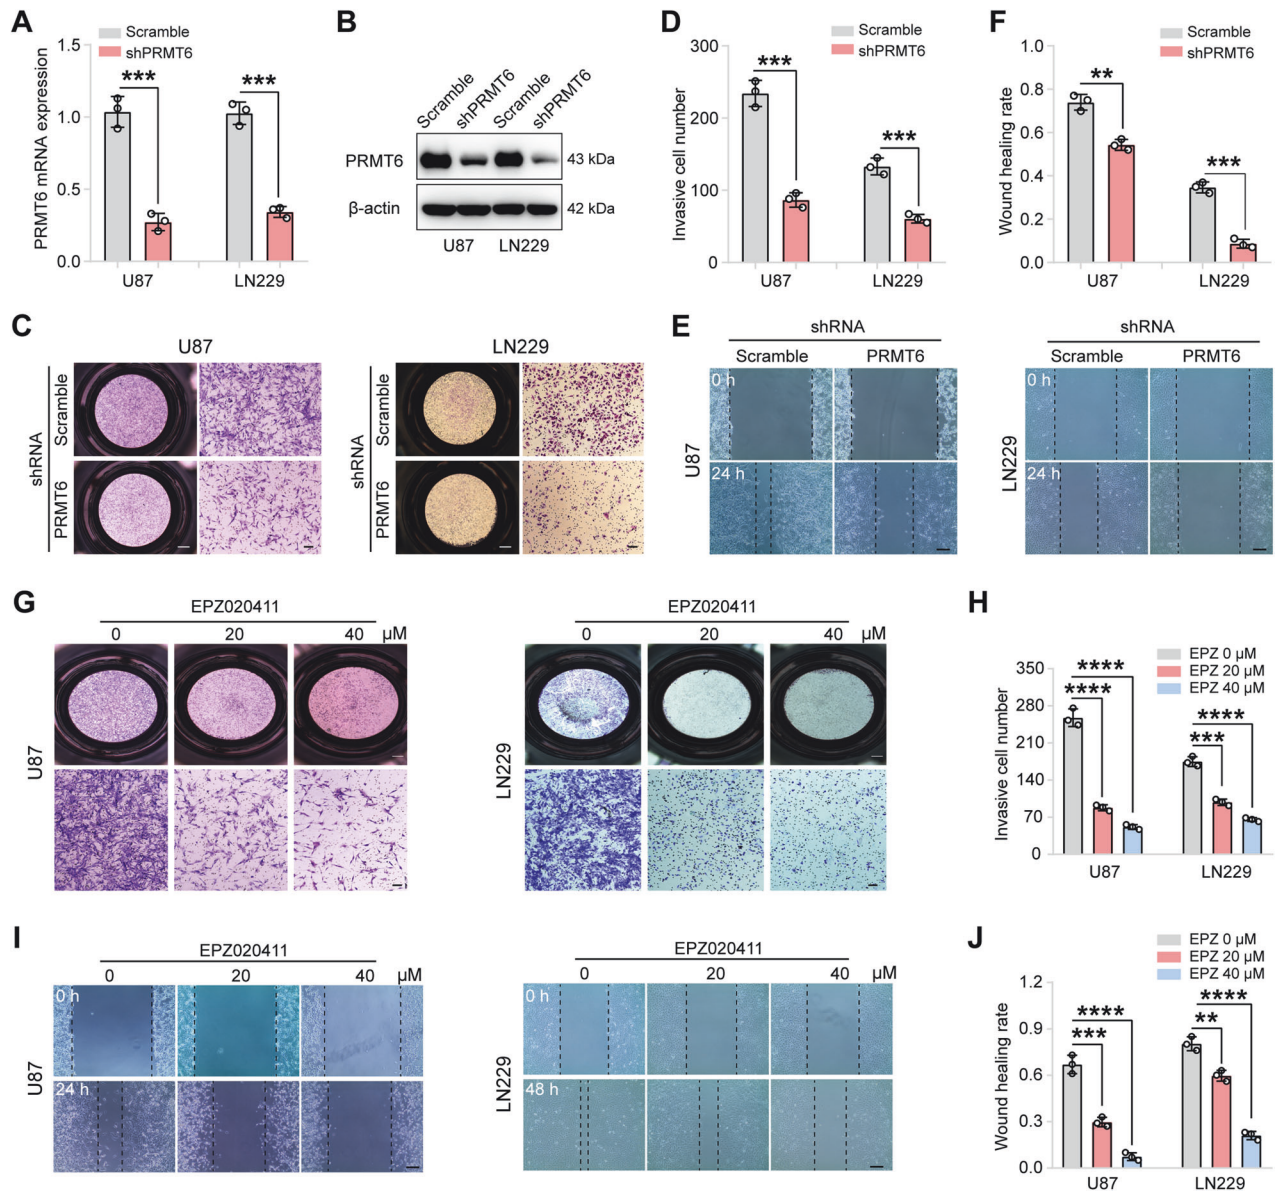 A
Scramble
shPRMT6
PRMT6 mRNA expression
1.5
1.0
0.5
0.0
***
***
U87
LN229
B
Scramble
shPRMT6
Scramble
shPRMT6
PRMT6
43 kDa
β-actin
42 kDa
U87
LN229
D
Scramble
shPRMT6
Invasive cell number
300
200
100
0
***
***
U87
LN229
F
Scramble
shPRMT6
Wound healing rate
0.8
0.6
0.4
0.2
0.0
**
***
U87
LN229
C
U87
LN229
shRNA
Scramble
PRMT6
shRNA
Scramble
PRMT6
E
shRNA
Scramble
PRMT6
U87
0 h
24 h
shRNA
Scramble
PRMT6
LN229
0 h
24 h
G
EPZ020411
0
20
40
µM
U87
EPZ020411
0
20
40
µM
LN229
H
EPZ 0 µM
EPZ 20 µM
EPZ 40 µM
Invasive cell number
350
280
210
140
70
0
****
****
****
***
U87
LN229
I
EPZ020411
0
20
40
µM
U87
0 h
24 h
EPZ020411
0
20
40
µM
LN229
0 h
48 h
J
EPZ 0 µM
EPZ 20 µM
EPZ 40 µM
Wound healing rate
1.2
0.9
0.6
0.3
0.0
****
***
****
**
U87
LN229